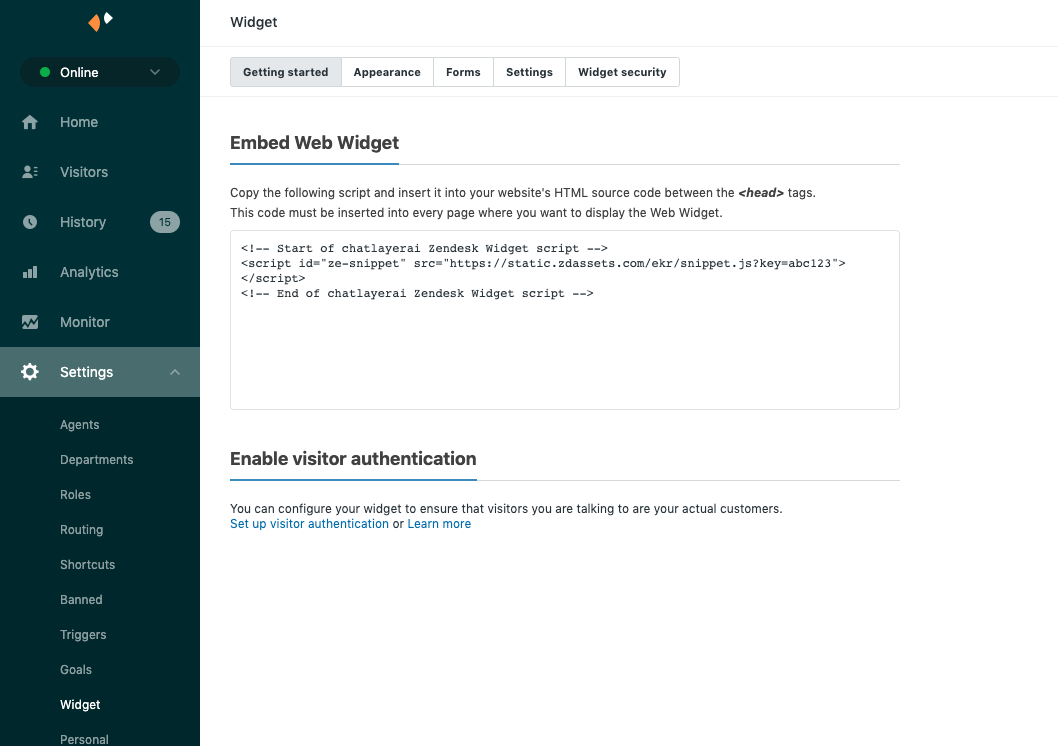 Widget
Online
Getting started
Appearance
Forms
Settings
Widget security
Home
Visitors
History
15
Analytics
Monitor
Settings
Agents
Departments
Roles
Routing
Shortcuts
Banned
Triggers
Goals
Widget
Personal
Embed Web Widget
Copy the following script and insert it into your website's HTML source code between the <head> tags.
This code must be inserted into every page where you want to display the Web Widget.
<!-- Start of chatlayerai Zendesk Widget script -->
<script id="ze-snippet" src="https://static.zdassets.com/ekr/snippet.js?key=abc123">
</script>
<!-- End of chatlayerai Zendesk Widget script -->
Enable visitor authentication
You can configure your widget to ensure that visitors you are talking to are your actual customers.
Set up visitor authentication or Learn more